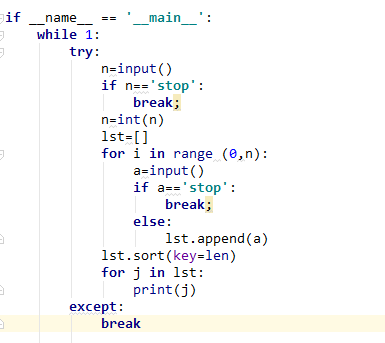 if __name__ == '__main__':
    while 1:
        try:
            n=input()
            if n=='stop':
                break;
            n=int(n)
            lst=[]
            for i in range (0,n):
                a=input()
                if a=='stop':
                    break;
                else:
                    lst.append(a)
            lst.sort(key=len)
            for j in lst:
                print(j)
        except:
            break